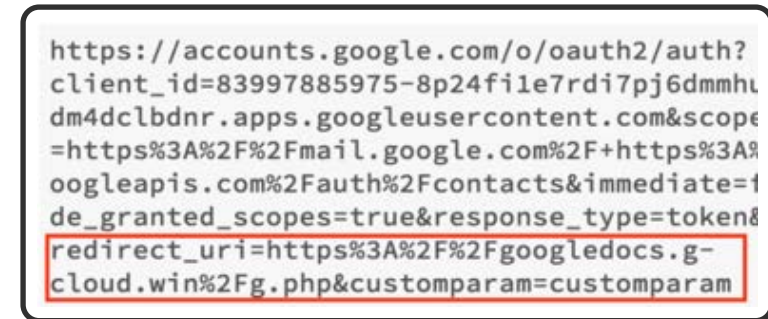 https://accounts.google.com/o/oauth2/auth?
client_id=83997885975-8p24fi1e7rdi7pj6dmmhu
dm4dclbdnr.apps.googleusercontent.com&scope
=https%3A%2F%2Fmail.google.com%2F+https%3A%
oogleapis.com%2Fauth%2Fcontacts&immediate=f
de_granted_scopes=true&response_type=token&
redirect_uri=https%3A%2F%2Fgoogledocs.g-
cloud.win%2Fg.php&customparam=customparam